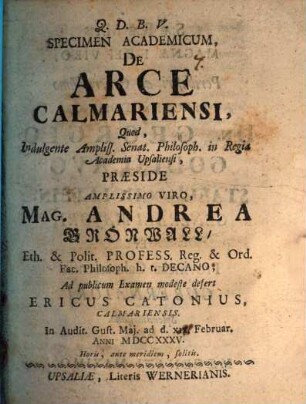 Q. D. B. V.
SPECIMEN ACADEMICUM,
DE
ARCE
CALMARIENSI,
Quod,
Indulgente Ampliss. Senat. Philosoph. in Regia
Academia Upsaliensi,
PRÆSIDE
AMPLISSIMO VIRO,
MAG. ANDREA
GRÖNWALL,
Eth. & Polit. PROFESS. Reg. & Ord.
Fac. Philosoph. h. t. DECANO;
Ad publicum Examen modeste defert
ERICUS CATONIUS,
CALMARIENSIS.
In Audit. Gust. Maj. ad d. Februar.
ANNI MDCCXXXV.
Horis, ante meridiem, solitis.
UPSALIÆ, Literis WERNERIANIS.